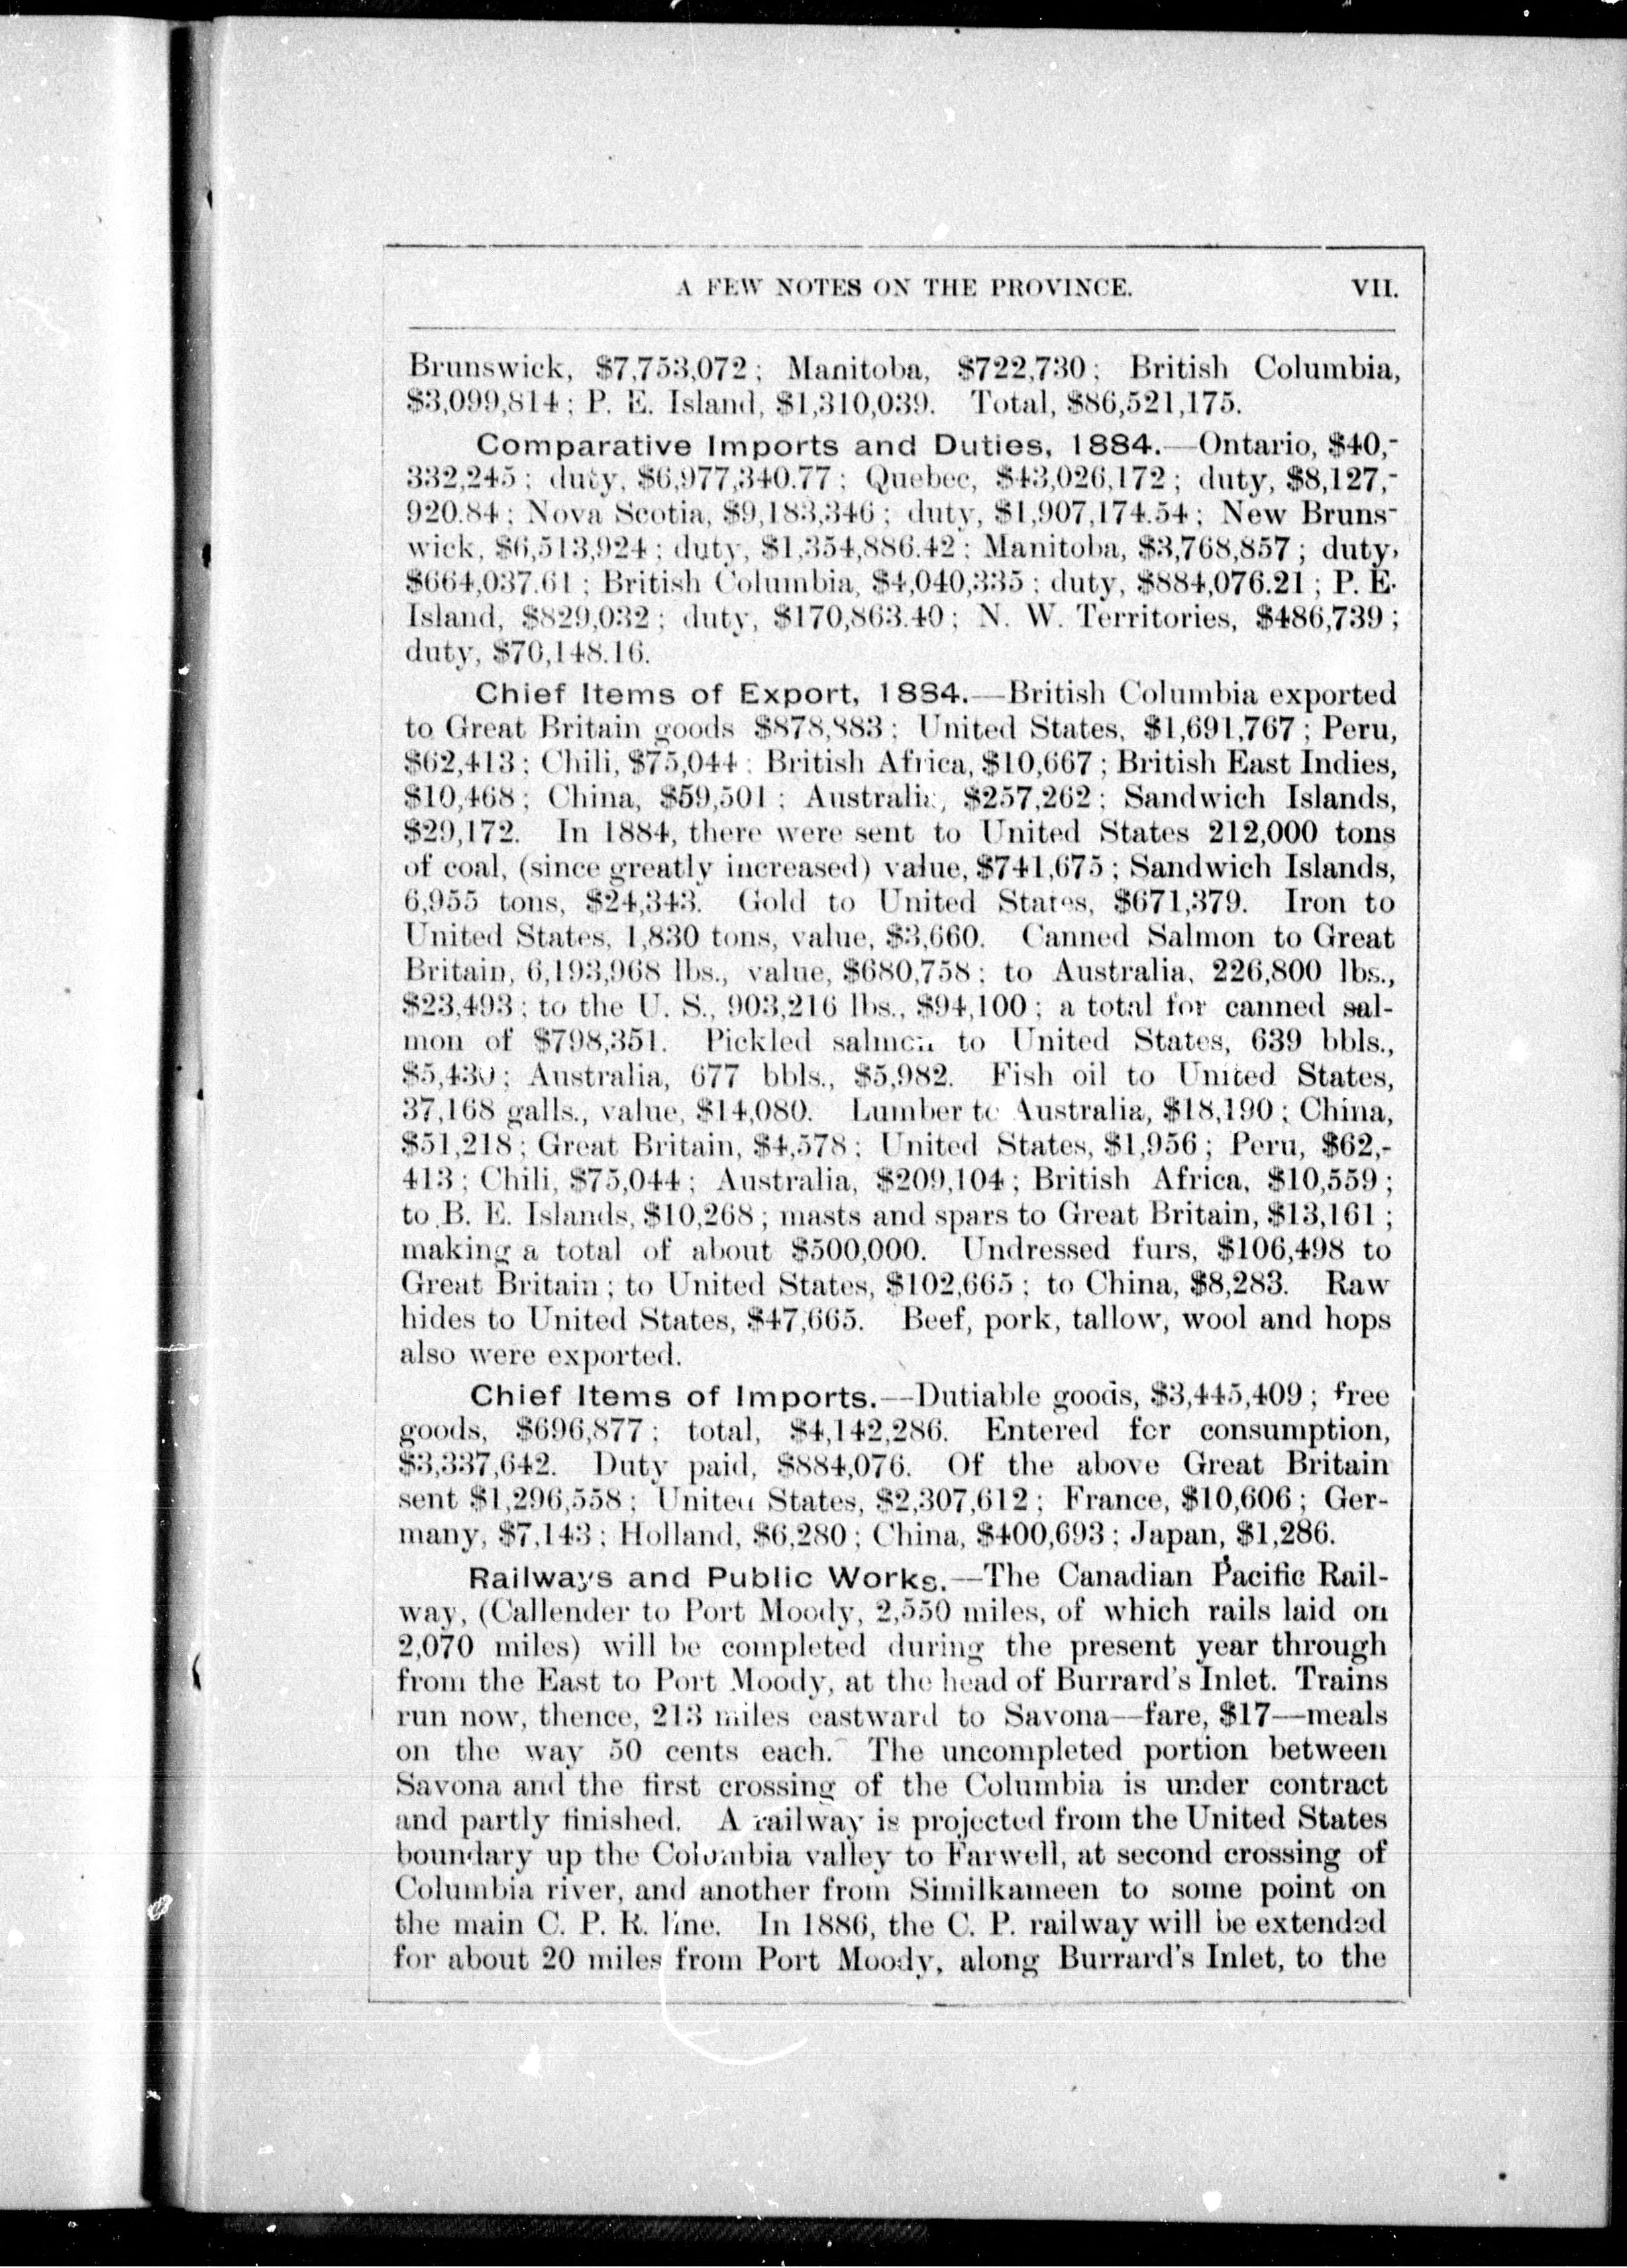 A FEW NOTES ON THE PROVINCE. VII.
Brunswick, $7,753,072; Manitoba, $722,730; British Columbia,
$3,099,814; P. E. Island, $1,310,039. Total, $86,521,175.
Comparative Imports and Duties, 1884.—Ontario, $40,-
332,245; duty, $6,977,340.77; Quebec, $43,026,172; duty, $8,127,-
920.84; Nova Scotia, $9,183,346; duty, $1,907,174.54; New Bruns-
wick, $6,513,924; duty, $1,354,886.42; Manitoba, $3,768,857; duty,
$664,037.61; British Columbia, $4,040,335; duty, $884,076.21; P. E.
Island, $829,032; duty, $170,863.40; N. W. Territories, $486,739;
duty, $70,148.16.
Chief Items of Export, 1884.—British Columbia exported
to Great Britain goods $878,883; United States, $1,691,767; Peru,
$62,413; Chili, $75,044; British Africa, $10,667; British East Indies,
$10,468; China, $59,501; Australia, $257,262; Sandwich Islands,
$29,172. In 1884, there were sent to United States 212,000 tons
of coal, (since greatly increased) value, $741,675; Sandwich Islands,
6,955 tons, $24,343. Gold to United States, $671,379. Iron to
United States, 1,830 tons, value, $3,660. Canned Salmon to Great
Britain, 6,193,968 lbs., value, $680,758; to Australia, 226,800 lbs.,
$23,493; to the U. S., 903,216 lbs., $94,100; a total for canned sal-
mon of $798,351. Pickled salmon to United States, 639 bbls.,
$5,430; Australia, 677 bbls., $5,982. Fish oil to United States,
37,168 galls., value, $14,080. Lumber to Australia, $18,190; China,
$51,218; Great Britain, $4,578; United States, $1,956; Peru, $62,-
413; Chili, $75,044; Australia, $209,104; British Africa, $10,559;
to B. E. Islands, $10,268; masts and spars to Great Britain, $13,161;
making a total of about $500,000. Undressed furs, $106,498 to
Great Britain; to United States, $102,665; to China, $8,283. Raw
hides to United States, $47,665. Beef, pork, tallow, wool and hops
also were exported.
Chief Items of Imports.—Dutiable goods, $3,445,409; free
goods, $696,877; total, $4,142,286. Entered for consumption,
$3,337,642. Duty paid, $884,076. Of the above Great Britain
sent $1,296,558; United States, $2,307,612; France, $10,606; Ger-
many, $7,143; Holland, $6,280; China, $400,693; Japan, $1,286.
Railways and Public Works.—The Canadian Pacific Rail-
way, (Callender to Port Moody, 2,550 miles, of which rails laid on
2,070 miles) will be completed during the present year through
from the East to Port Moody, at the head of Burrard's Inlet. Trains
run now, thence, 213 miles eastward to Savona—fare, $17—meals
on the way 50 cents each. The uncompleted portion between
Savona and the first crossing of the Columbia is under contract
and partly finished. A railway is projected from the United States
boundary up the Columbia valley to Farwell, at second crossing of
Columbia river, and another from Similkameen to some point on
the main C. P. R. line. In 1886, the C. P. railway will be extended
for about 20 miles from Port Moody, along Burrard's Inlet, to the